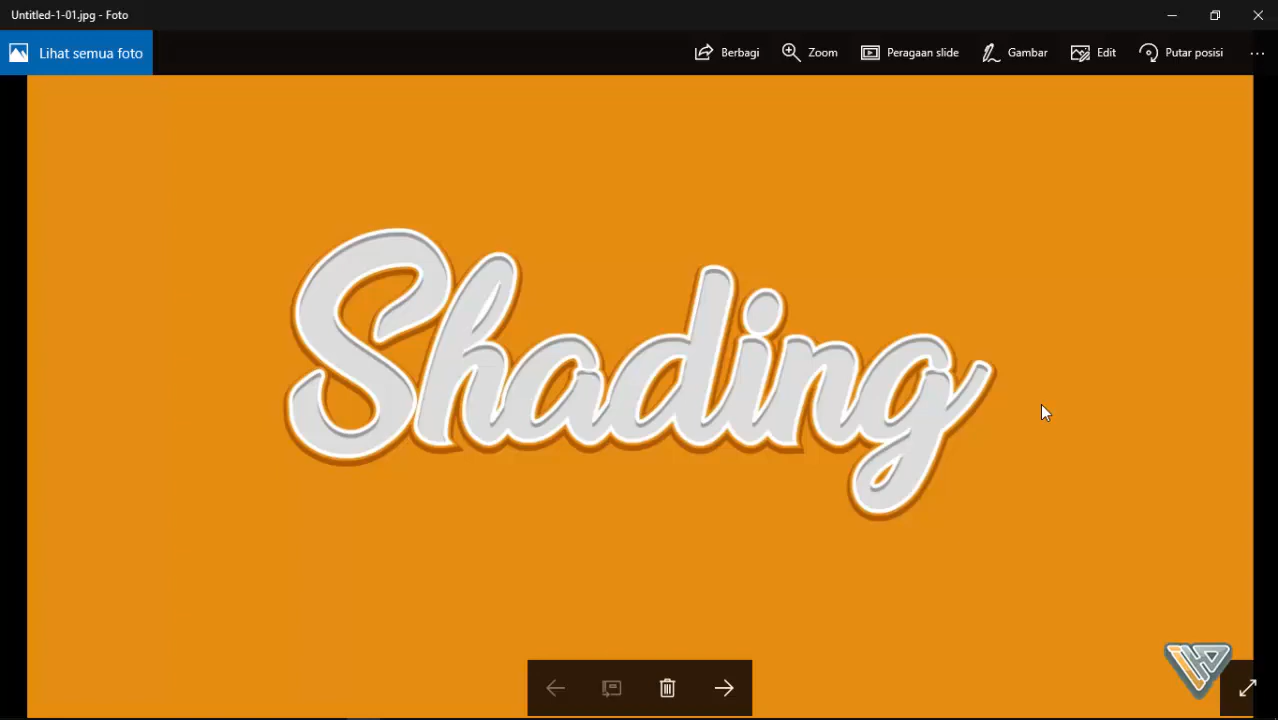 Untitled-1-01.jpg - Foto
Lihat semua foto
Berbagi
Zoom
Peragaan slide
Gambar
Edit
Putar posisi
Shading